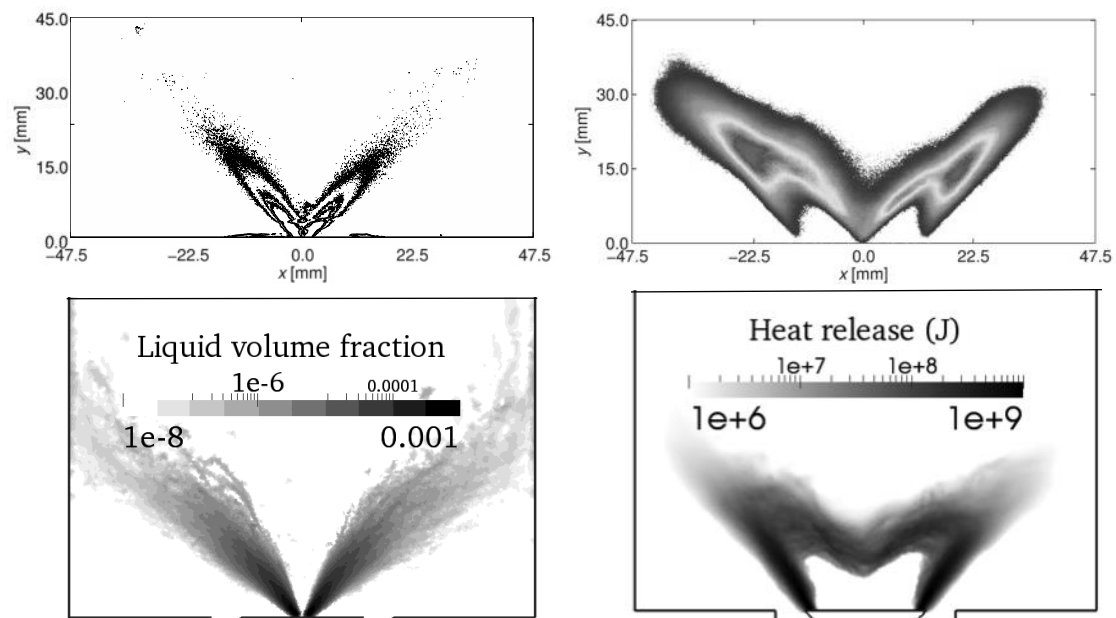 45.0
30.0
15.0
0.0
y [mm]
−47.5
−22.5
0.0
22.5
47.5
x [mm]
45.0
30.0
15.0
0.0
y [mm]
−47.5
−22.5
0.0
22.5
47.5
x [mm]
Liquid volume fraction
1e-6
0.0001
1e-8
0.001
Heat release (J)
1e+7
1e+8
1e+6
1e+9